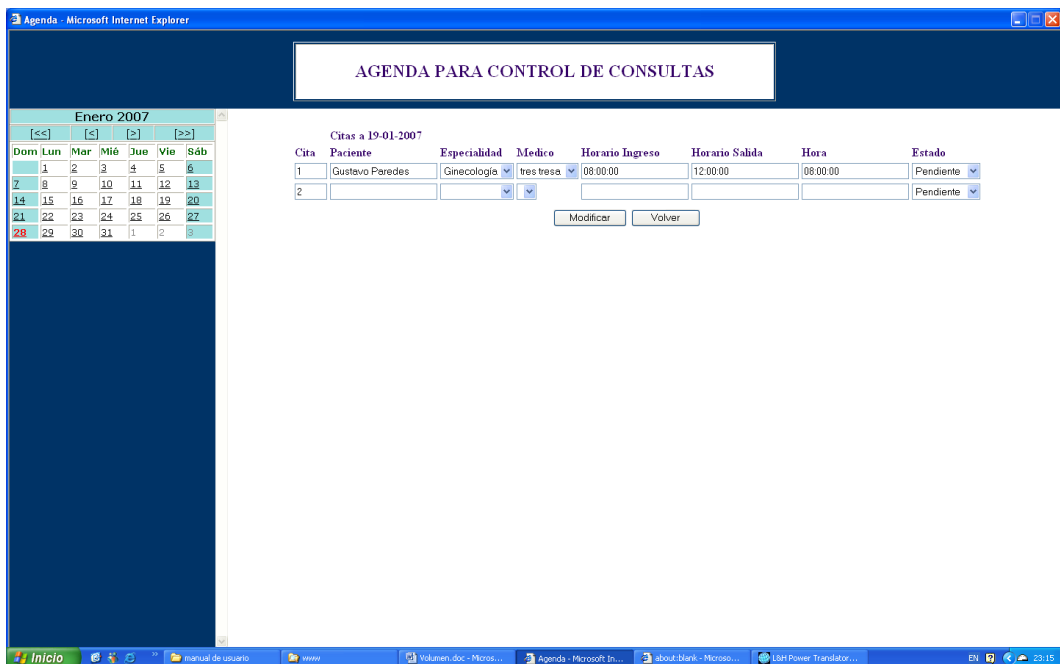 Agenda - Microsoft Internet Explorer
AGENDA PARA CONTROL DE CONSULTAS
Enero 2007
[<<] [<] [>] [>>]
Dom Lun Mar Mié Jue Vie Sáb
1 2 3 4 5 6
7 8 9 10 11 12 13
14 15 16 17 18 19 20
21 22 23 24 25 26 27
28 29 30 31 1 2 3
Citas a 19-01-2007
Cita Paciente Especialidad Medico Horario Ingreso Horario Salida Hora Estado
1 Gustavo Paredes Ginecología tres tresa 08:00:00 12:00:00 08:00:00 Pendiente
2 Pendiente
Modificar Volver
Inicio » manual de usuario www Volumen.doc - Micros... Agenda - Microsoft In... about:blank - Microso... L&H Power Translator... EN 23:15